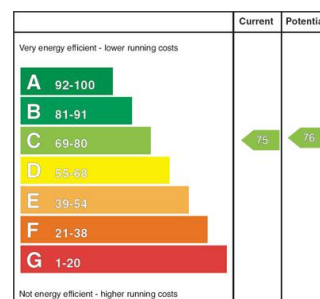 Current Potentia
Very energy efficient - lower running costs
A 92-100
B 81-91
C 69-80 75 76
D 55-68
E 39-54
F 21-38
G 1-20
Not energy efficient - higher running costs